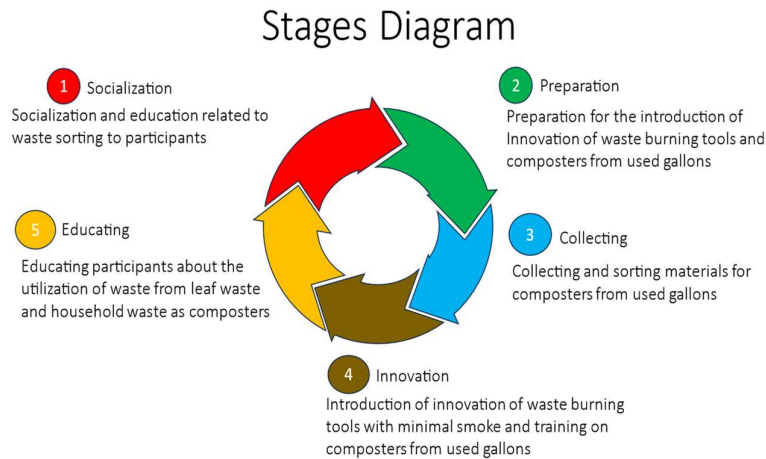 Stages Diagram
1 Socialization
Socialization and education related to
waste sorting to participants
2 Preparation
Preparation for the introduction of
Innovation of waste burning tools and
composters from used gallons
3 Collecting
Collecting and sorting materials for
composters from used gallons
4 Innovation
Introduction of innovation of waste burning
tools with minimal smoke and training on
composters from used gallons
5 Educating
Educating participants about the
utilization of waste from leaf waste
and household waste as composters